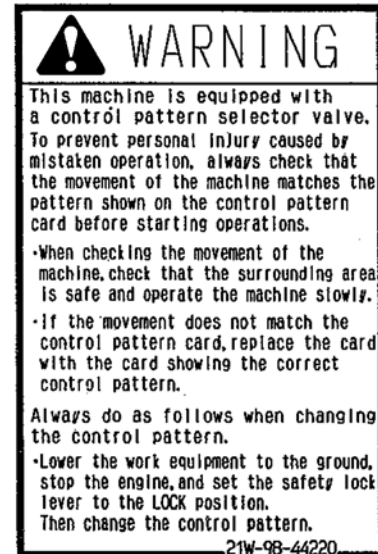 WARNING
This machine is equipped with
a control pattern selector valve.
To prevent personal injury caused by
mistaken operation, always check that
the movement of the machine matches the
pattern shown on the control pattern
card before starting operations.
·When checking the movement of the
machine, check that the surrounding area
is safe and operate the machine slowly.
·If the movement does not match the
control pattern card, replace the card
with the card showing the correct
control pattern.
Always do as follows when changing
the control pattern.
·Lower the work equipment to the ground,
stop the engine, and set the safety lock
lever to the LOCK position.
Then change the control pattern.
21W-98-44220